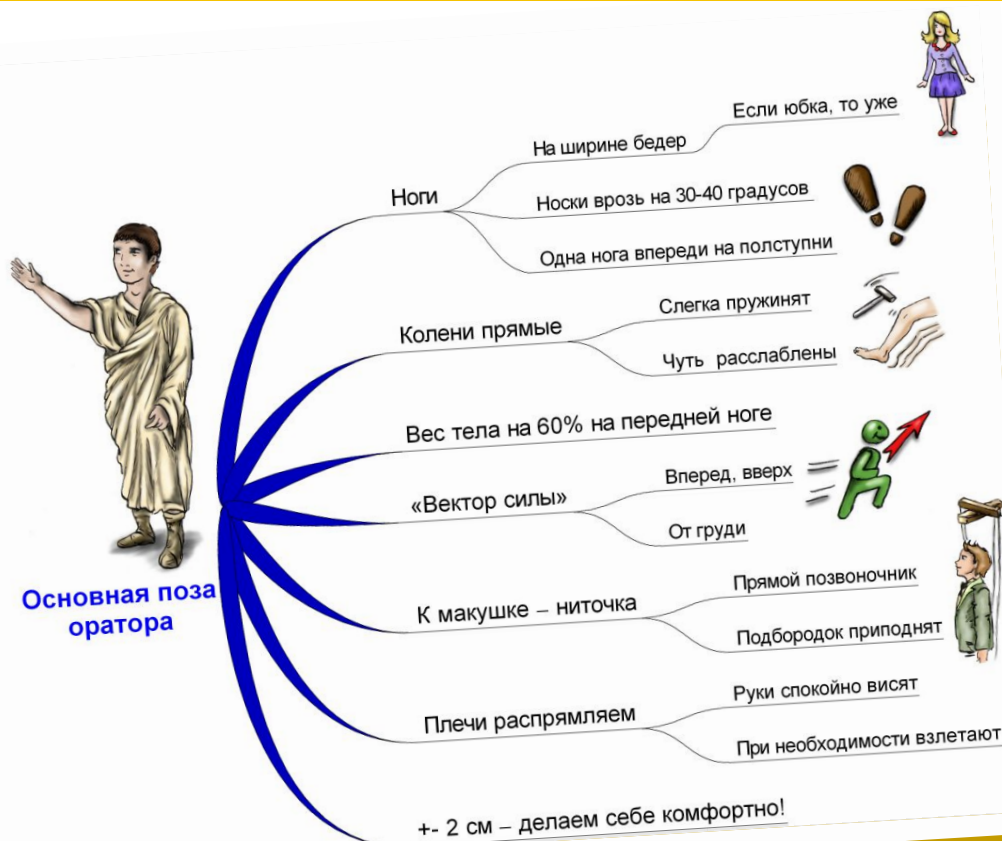 Основная поза
оратора
Ноги
На ширине бедер
Если юбка, то уже
Носки врозь на 30-40 градусов
Одна нога впереди на полступни
Колени прямые
Слегка пружинят
Чуть расслаблены
Вес тела на 60% на передней ноге
«Вектор силы»
Вперед, вверх
От груди
К макушке – ниточка
Прямой позвоночник
Подбородок приподнят
Плечи распрямляем
Руки спокойно висят
При необходимости взлетают
+- 2 см – делаем себе комфортно!